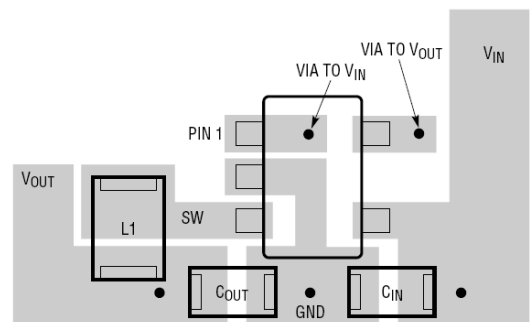 VIA TO VOUT
VIN
VIA TO VIN
PIN 1
VOUT
L1
SW
COUT
GND
CIN